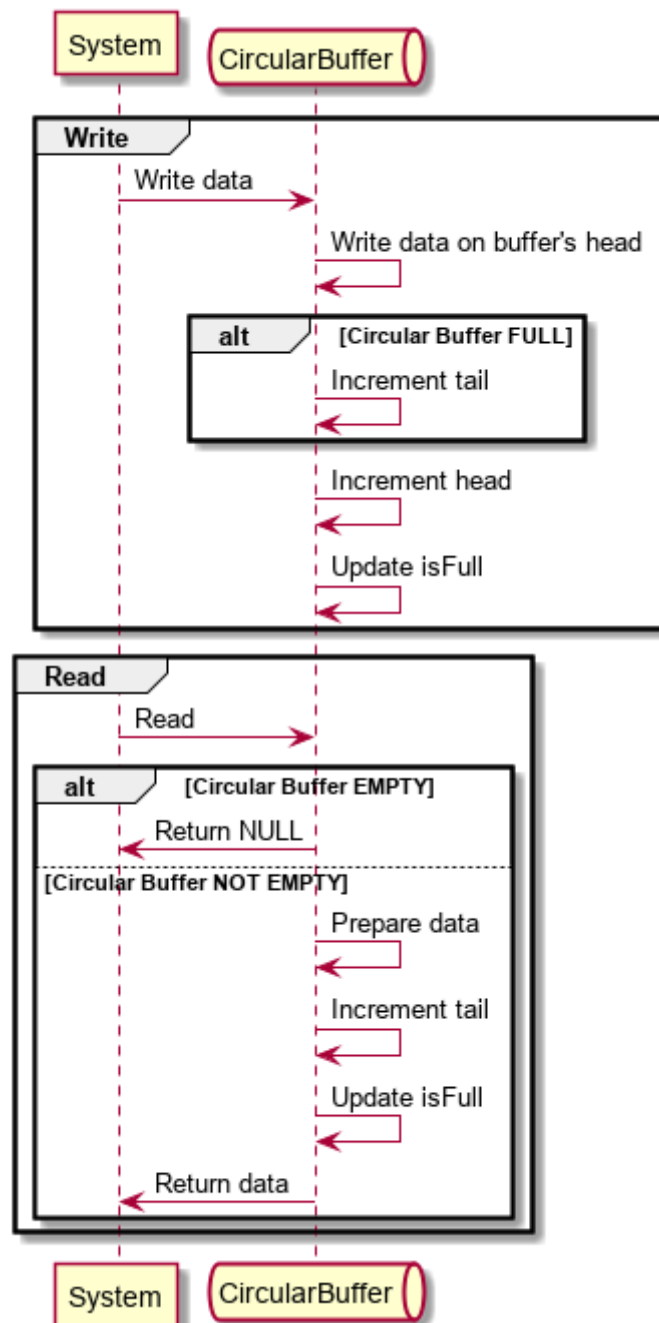 System
CircularBuffer
Write
Write data
Write data on buffer's head
alt
[Circular Buffer FULL]
Increment tail
Increment head
Update isFull
Read
Read
alt
[Circular Buffer EMPTY]
Return NULL
[Circular Buffer NOT EMPTY]
Prepare data
Increment tail
Update isFull
Return data
System
CircularBuffer